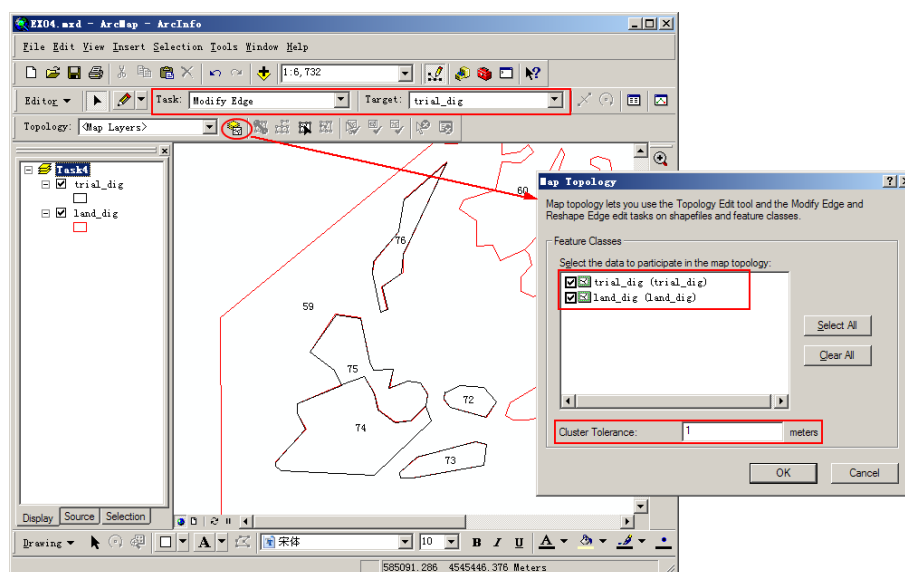 EX04.mxd - ArcMap - ArcInfo
File Edit View Insert Selection Tools Window Help
1:6,732
Editor Task: Modify Edge Target: trial_dig
Topology: <Map Layers>
Task4
trial_dig
land_dig
60
76
59
75
72
74
73
Map Topology
Map topology lets you use the Topology Edit tool and the Modify Edge and
Reshape Edge edit tasks on shapefiles and feature classes.
Feature Classes
Select the data to participate in the map topology:
trial_dig (trial_dig)
land_dig (land_dig)
Select All
Clear All
Cluster Tolerance: 1 meters
OK Cancel
Display Source Selection
Drawing A 宋体 10 B I U A
585091.286 4545446.376 Meters